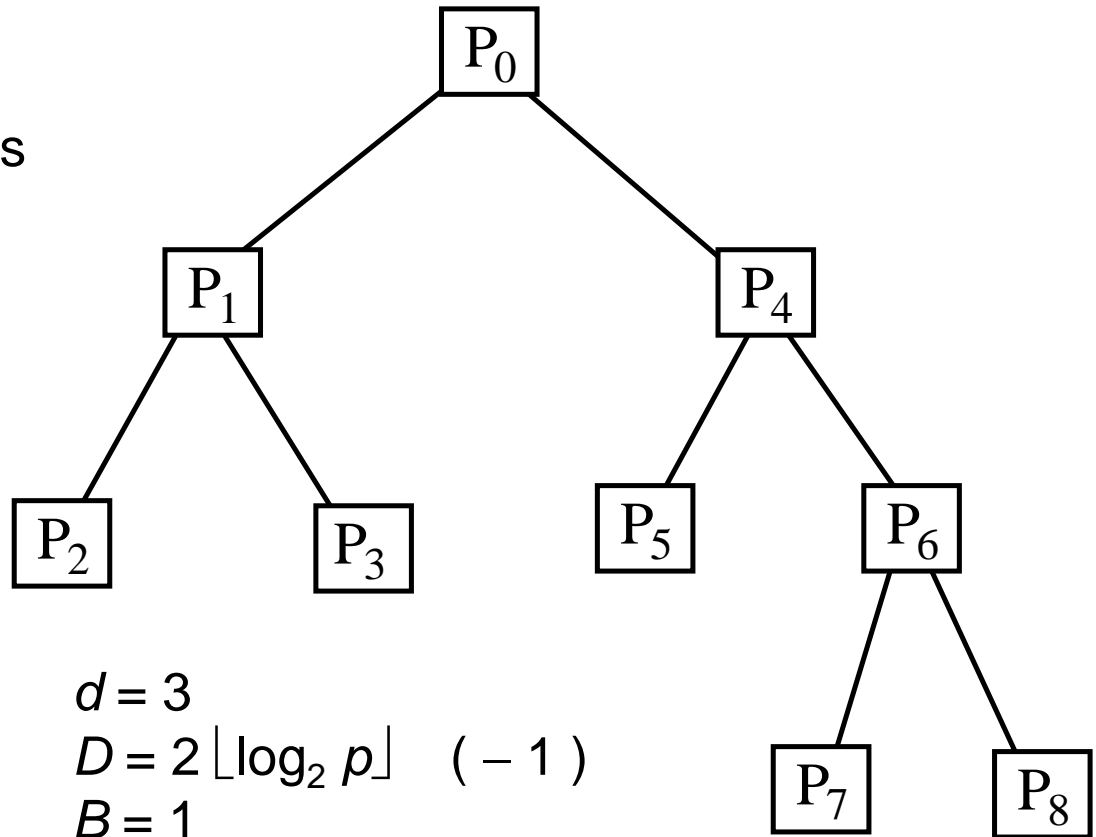 P₀
s
P₁ P₄
P₂ P₃ P₅ P₆
d = 3
D = 2 ⌊log₂ p⌋ ( – 1 )
B = 1
P₇ P₈